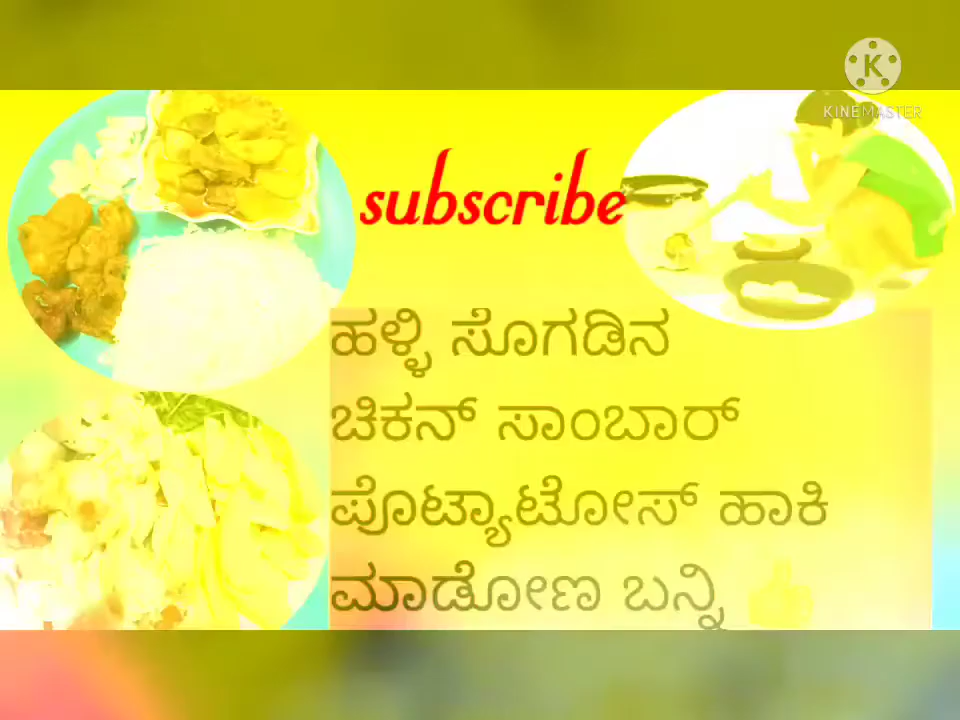 KINEMASTER
subscribe
ಹಳ್ಳಿ ಸೊಗಡಿನ
ಚಿಕನ್ ಸಾಂಬಾರ್
ಪೊಟ್ಯಾಟೋಸ್ ಹಾಕಿ
ಮಾಡೋಣ ಬನ್ನಿ